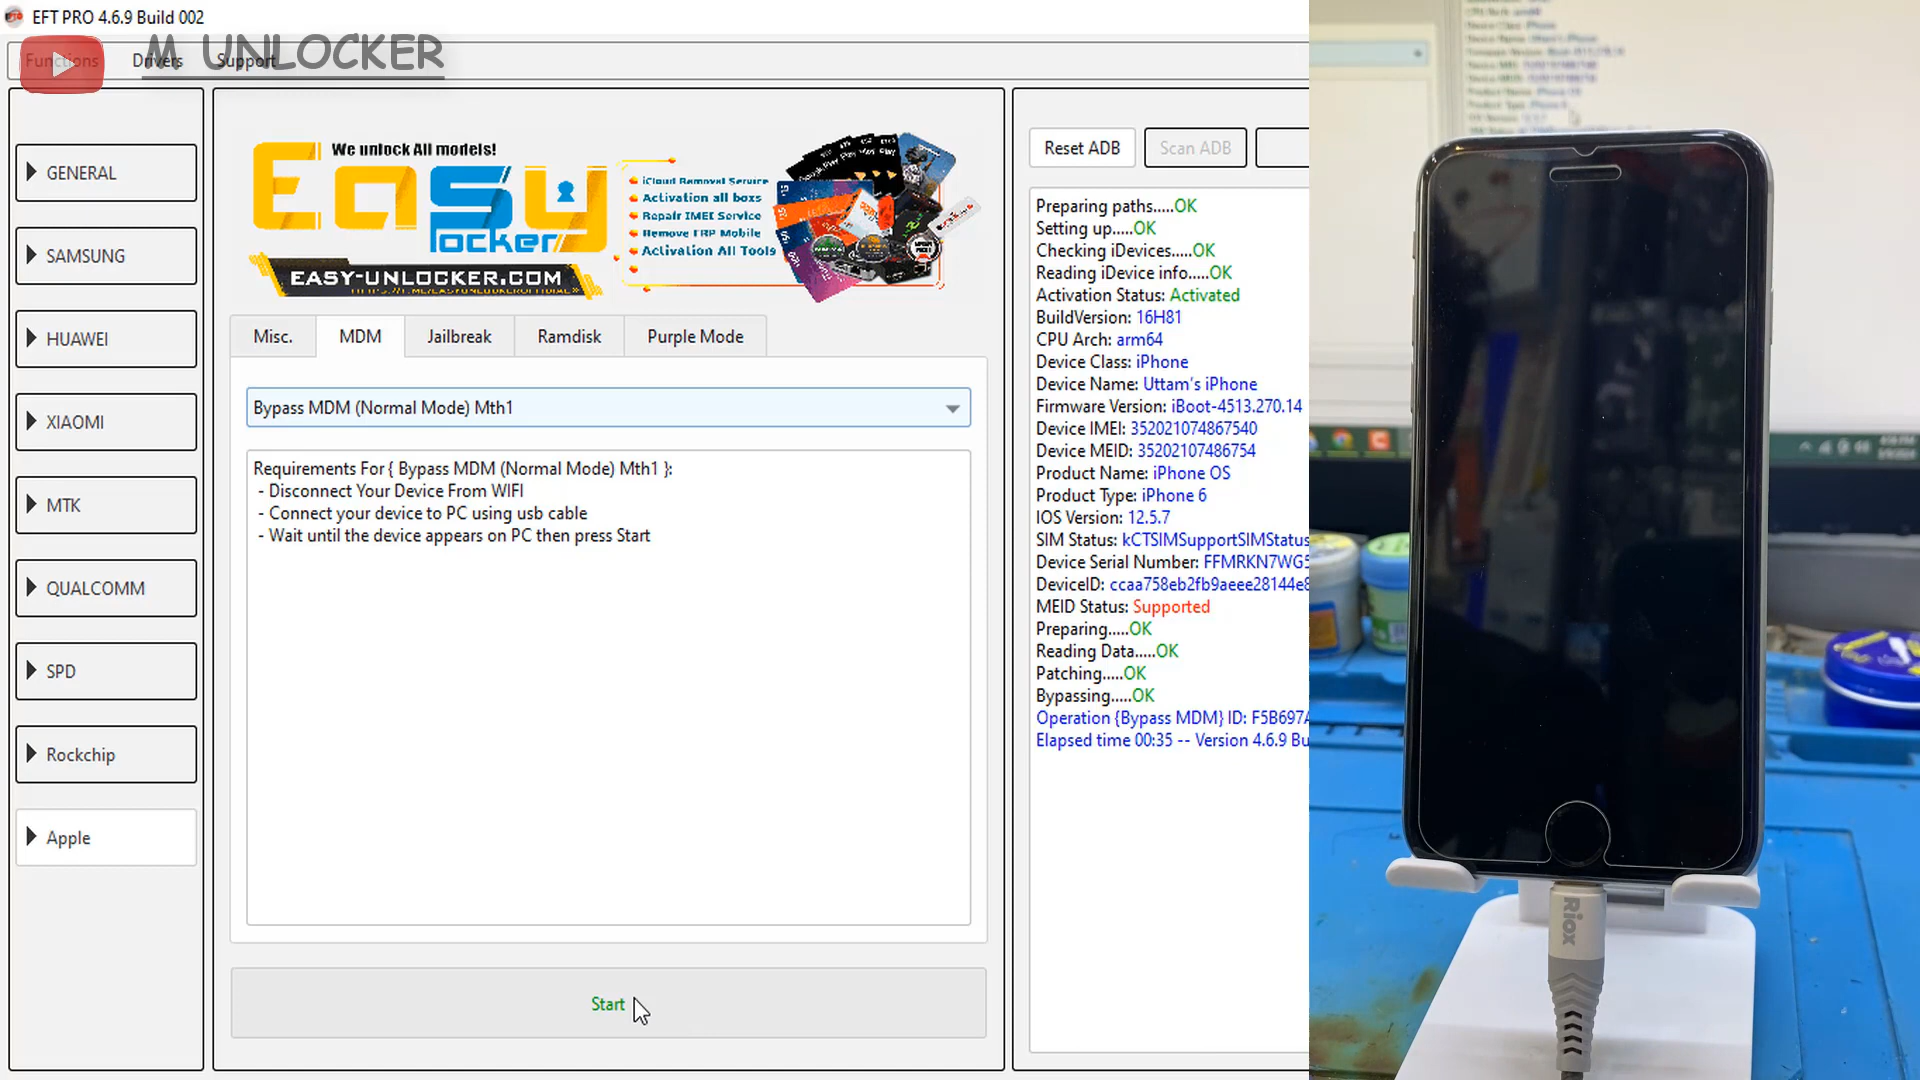 EFT PRO 4.6.9 Build 002
M UNLOCKER
Functions Drivers Support
GENERAL
SAMSUNG
HUAWEI
XIAOMI
MTK
QUALCOMM
SPD
Rockchip
Apple
We unlock All models!
Easy
locker
EASY-UNLOCKER.COM
iCloud Removal Service
Activation all boxs
Repair IMEI Service
Remove FRP Mobile
Activation All Tools
Misc. MDM Jailbreak Ramdisk Purple Mode
Bypass MDM (Normal Mode) Mth1
Requirements For { Bypass MDM (Normal Mode) Mth1 }:
- Disconnect Your Device From WIFI
- Connect your device to PC using usb cable
- Wait until the device appears on PC then press Start
Start
Reset ADB Scan ADB
Preparing paths.....OK
Setting up.....OK
Checking iDevices.....OK
Reading iDevice info.....OK
Activation Status: Activated
BuildVersion: 16H81
CPU Arch: arm64
Device Class: iPhone
Device Name: Uttam's iPhone
Firmware Version: iBoot-4513.270.14
Device IMEI: 352021074867540
Device MEID: 35202107486754
Product Name: iPhone OS
Product Type: iPhone 6
IOS Version: 12.5.7
SIM Status: kCTSIMSupportSIMStatus
Device Serial Number: FFMRKN7WG5
DeviceID: ccaa758eb2fb9aeee28144e8
MEID Status: Supported
Preparing.....OK
Reading Data.....OK
Patching.....OK
Bypassing.....OK
Operation {Bypass MDM} ID: F5B697A
Elapsed time 00:35 -- Version 4.6.9 Bu
Riox